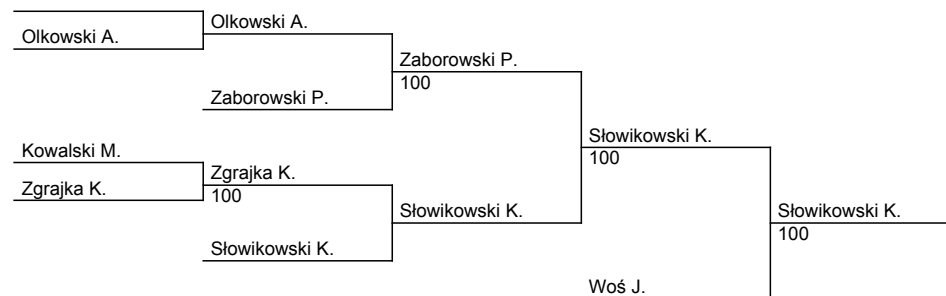 Olkowski A.
Olkowski A.
Zaborowski P.
100
Zaborowski P.
Kowalski M.
Słowikowski K.
100
Zgrajka K.
Zgrajka K.
100
Słowikowski K.
Słowikowski K.
100
Słowikowski K.
Woś J.